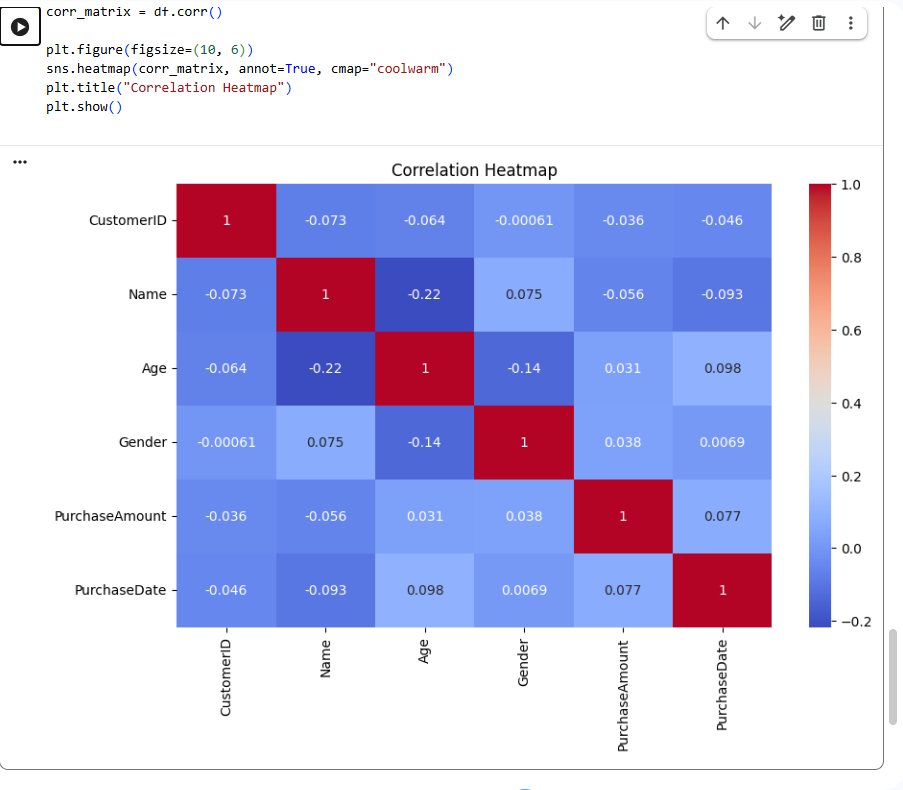 corr_matrix = df.corr()
plt.figure(figsize=(10, 6))
sns.heatmap(corr_matrix, annot=True, cmap="coolwarm")
plt.title("Correlation Heatmap")
plt.show()
Correlation Heatmap
CustomerID 1 -0.073 -0.064 -0.00061 -0.036 -0.046
Name -0.073 1 -0.22 0.075 -0.056 -0.093
Age -0.064 -0.22 1 -0.14 0.031 0.098
Gender -0.00061 0.075 -0.14 1 0.038 0.0069
PurchaseAmount -0.036 -0.056 0.031 0.038 1 0.077
PurchaseDate -0.046 -0.093 0.098 0.0069 0.077 1
CustomerID Name Age Gender PurchaseAmount PurchaseDate
1.0
0.8
0.6
0.4
0.2
0.0
−0.2